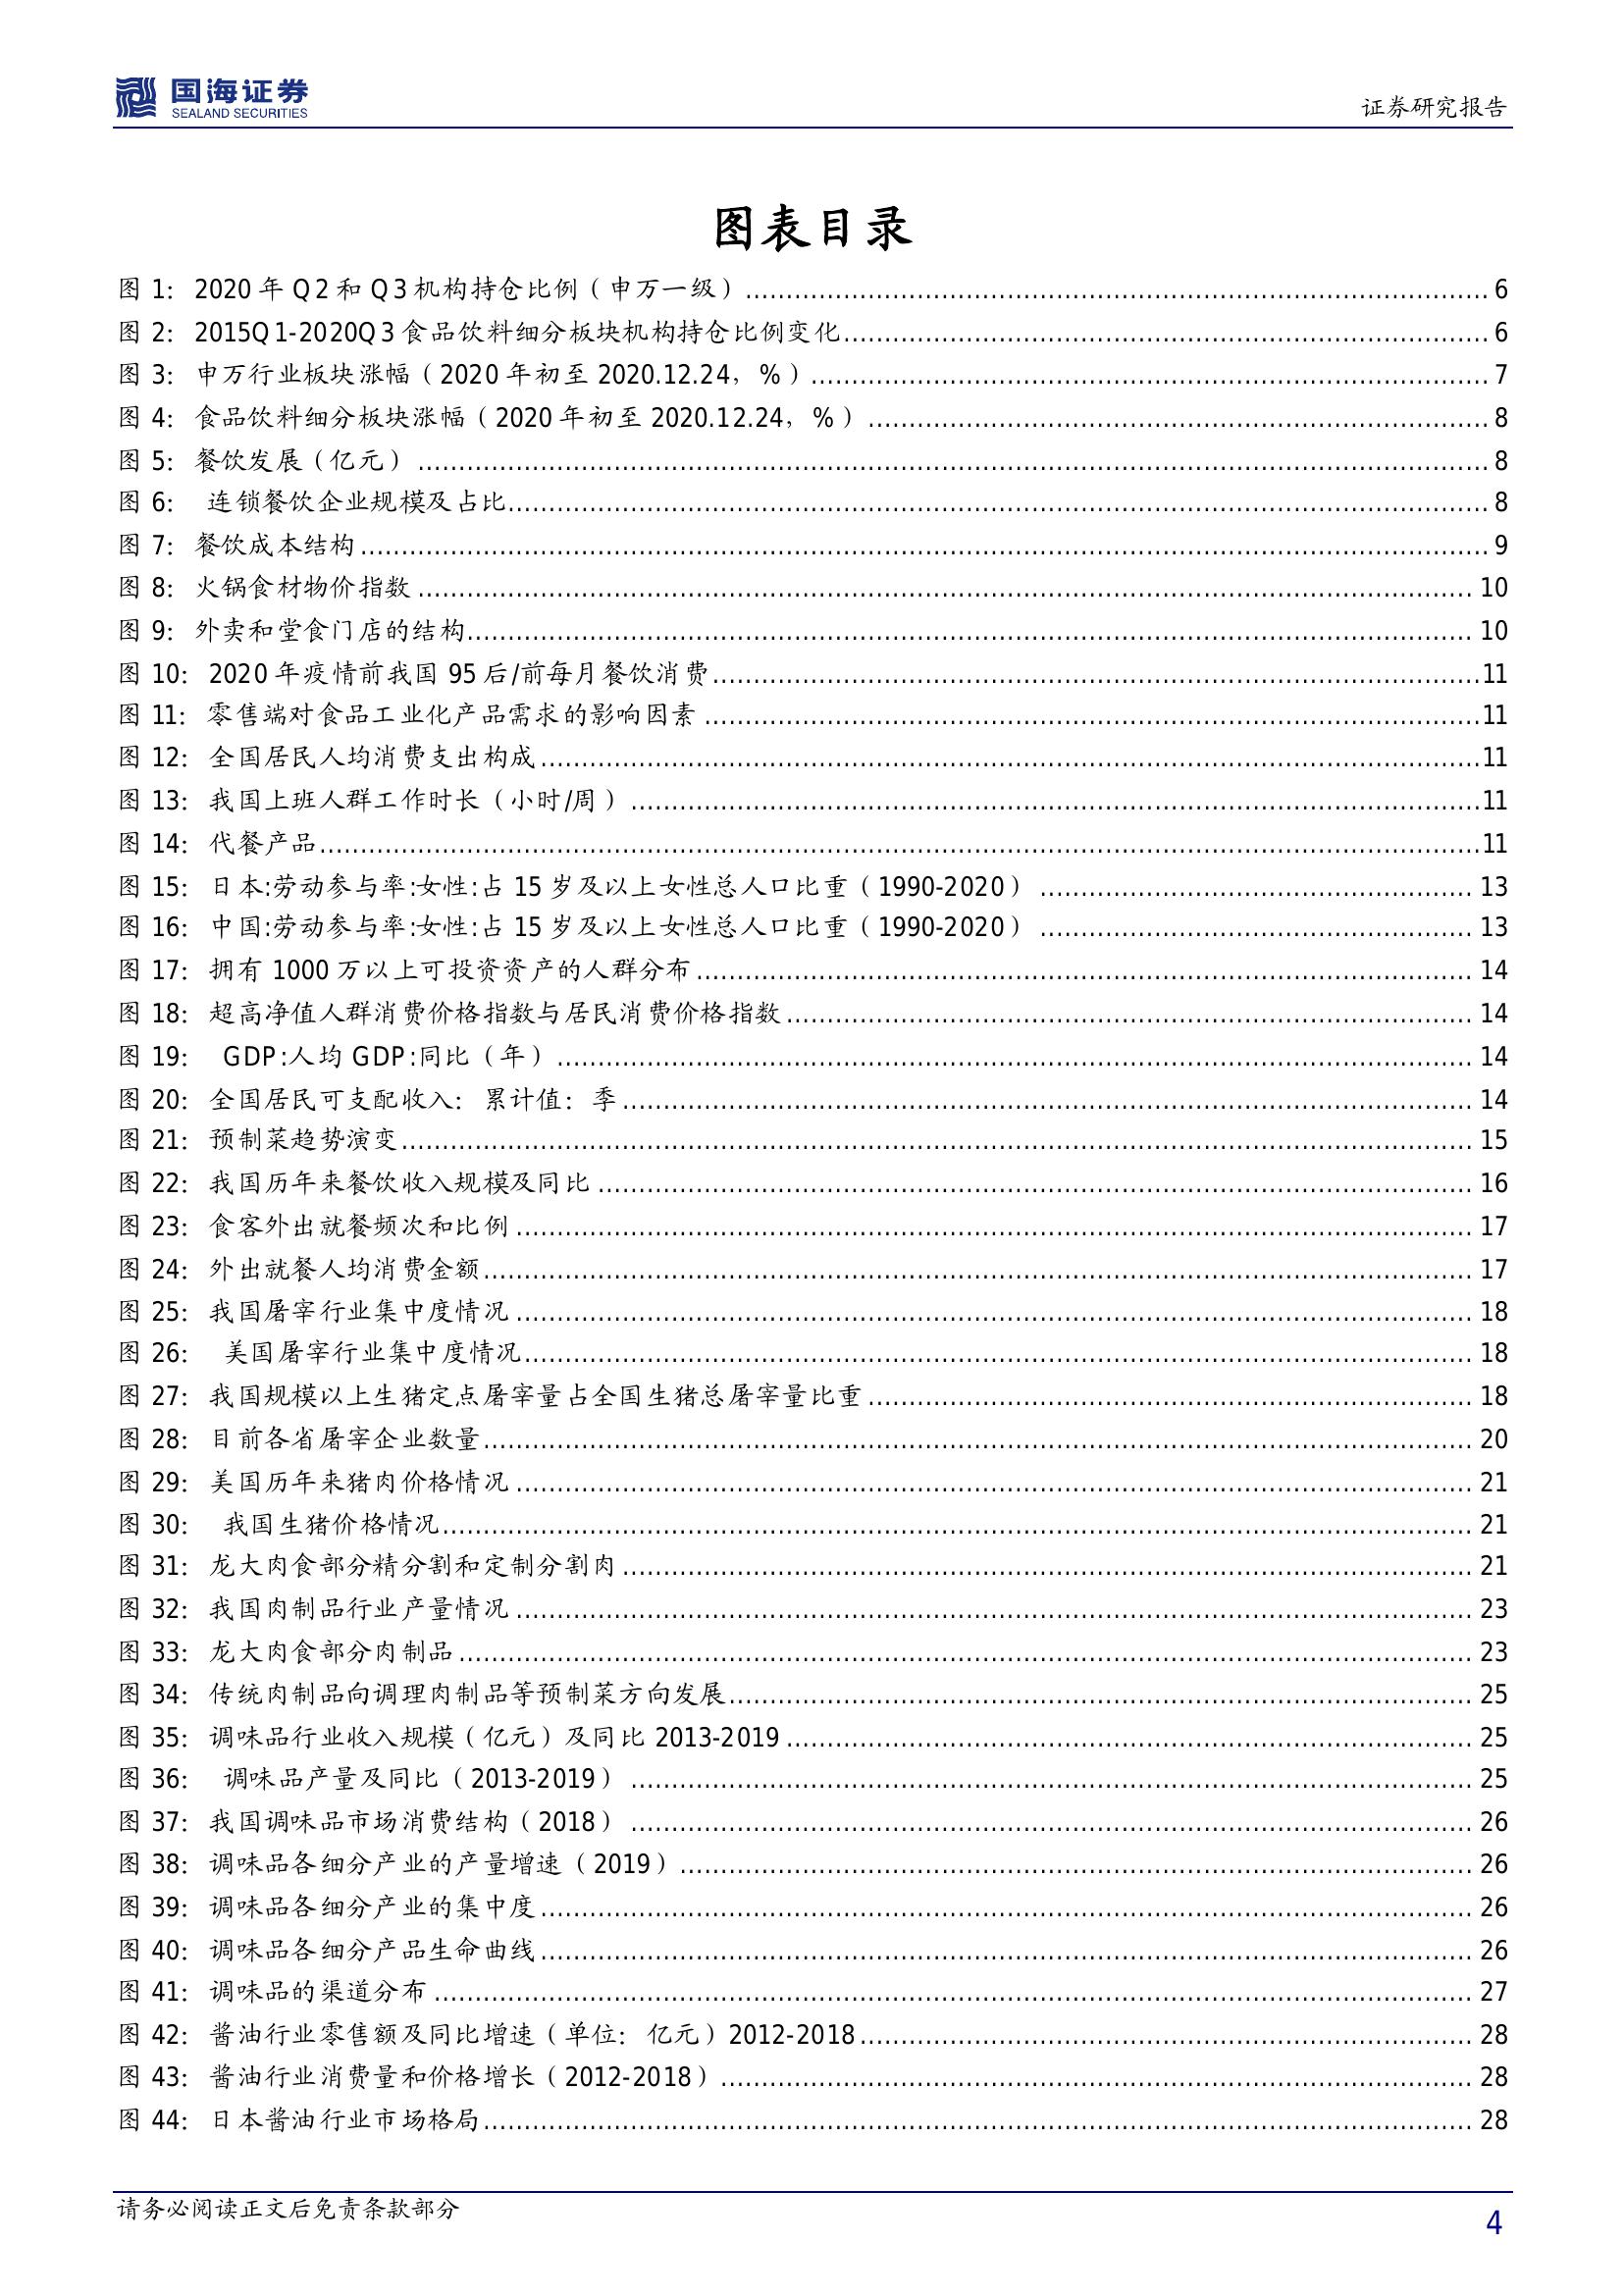 国海证券
SEALAND SECURITIES
证券研究报告
图表目录
图 1: 2020 年 Q2 和 Q3 机构持仓比例（申万一级）........ 6
图 2: 2015Q1-2020Q3 食品饮料细分板块机构持仓比例变化........ 6
图 3: 申万行业板块涨幅（2020 年初至 2020.12.24，%）........ 7
图 4: 食品饮料细分板块涨幅（2020 年初至 2020.12.24，%）........ 8
图 5: 餐饮发展（亿元）........ 8
图 6: 连锁餐饮企业规模及占比........ 8
图 7: 餐饮成本结构........ 9
图 8: 火锅食材物价指数........ 10
图 9: 外卖和堂食门店的结构........ 10
图 10: 2020 年疫情前我国 95 后/前每月餐饮消费........ 11
图 11: 零售端对食品工业化产品需求的影响因素........ 11
图 12: 全国居民人均消费支出构成........ 11
图 13: 我国上班人群工作时长（小时/周）........ 11
图 14: 代餐产品........ 11
图 15: 日本:劳动参与率:女性:占 15 岁及以上女性总人口比重（1990-2020）........ 13
图 16: 中国:劳动参与率:女性:占 15 岁及以上女性总人口比重（1990-2020）........ 13
图 17: 拥有 1000 万以上可投资资产的人群分布........ 14
图 18: 超高净值人群消费价格指数与居民消费价格指数........ 14
图 19: GDP:人均 GDP:同比（年）........ 14
图 20: 全国居民可支配收入：累计值：季........ 14
图 21: 预制菜趋势演变........ 15
图 22: 我国历年来餐饮收入规模及同比........ 16
图 23: 食客外出就餐频次和比例........ 17
图 24: 外出就餐人均消费金额........ 17
图 25: 我国屠宰行业集中度情况........ 18
图 26: 美国屠宰行业集中度情况........ 18
图 27: 我国规模以上生猪定点屠宰量占全国生猪总屠宰量比重........ 18
图 28: 目前各省屠宰企业数量........ 20
图 29: 美国历年来猪肉价格情况........ 21
图 30: 我国生猪价格情况........ 21
图 31: 龙大肉食部分精分割和定制分割肉........ 21
图 32: 我国肉制品行业产量情况........ 23
图 33: 龙大肉食部分肉制品........ 23
图 34: 传统肉制品向调理肉制品等预制菜方向发展........ 25
图 35: 调味品行业收入规模（亿元）及同比 2013-2019........ 25
图 36: 调味品产量及同比（2013-2019）........ 25
图 37: 我国调味品市场消费结构（2018）........ 26
图 38: 调味品各细分产业的产量增速（2019）........ 26
图 39: 调味品各细分产业的集中度........ 26
图 40: 调味品各细分产品生命曲线........ 26
图 41: 调味品的渠道分布........ 27
图 42: 酱油行业零售额及同比增速（单位：亿元）2012-2018........ 28
图 43: 酱油行业消费量和价格增长（2012-2018）........ 28
图 44: 日本酱油行业市场格局........ 28
请务必阅读正文后免责条款部分
4